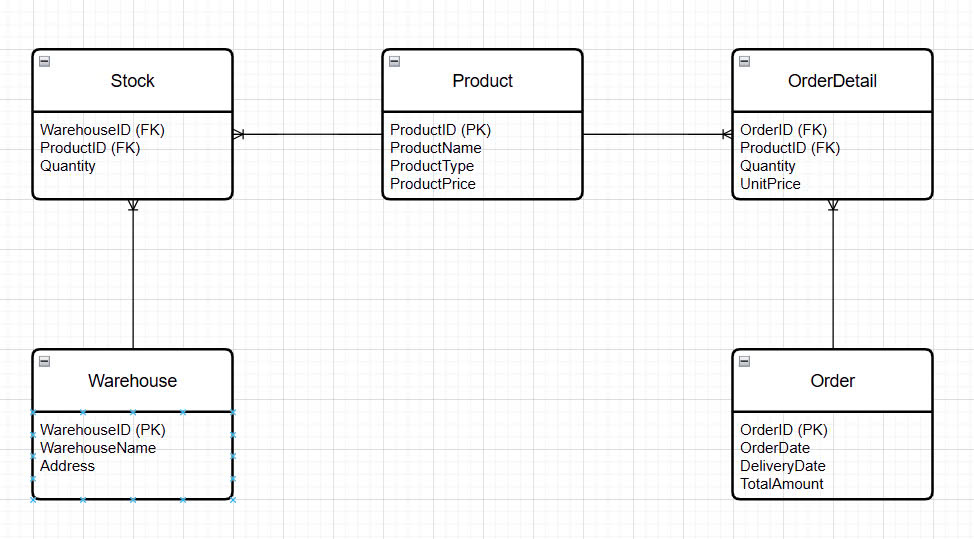 Stock
WarehouseID (FK)
ProductID (FK)
Quantity
Product
ProductID (PK)
ProductName
ProductType
ProductPrice
OrderDetail
OrderID (FK)
ProductID (FK)
Quantity
UnitPrice
Warehouse
WarehouseID (PK)
WarehouseName
Address
Order
OrderID (PK)
OrderDate
DeliveryDate
TotalAmount